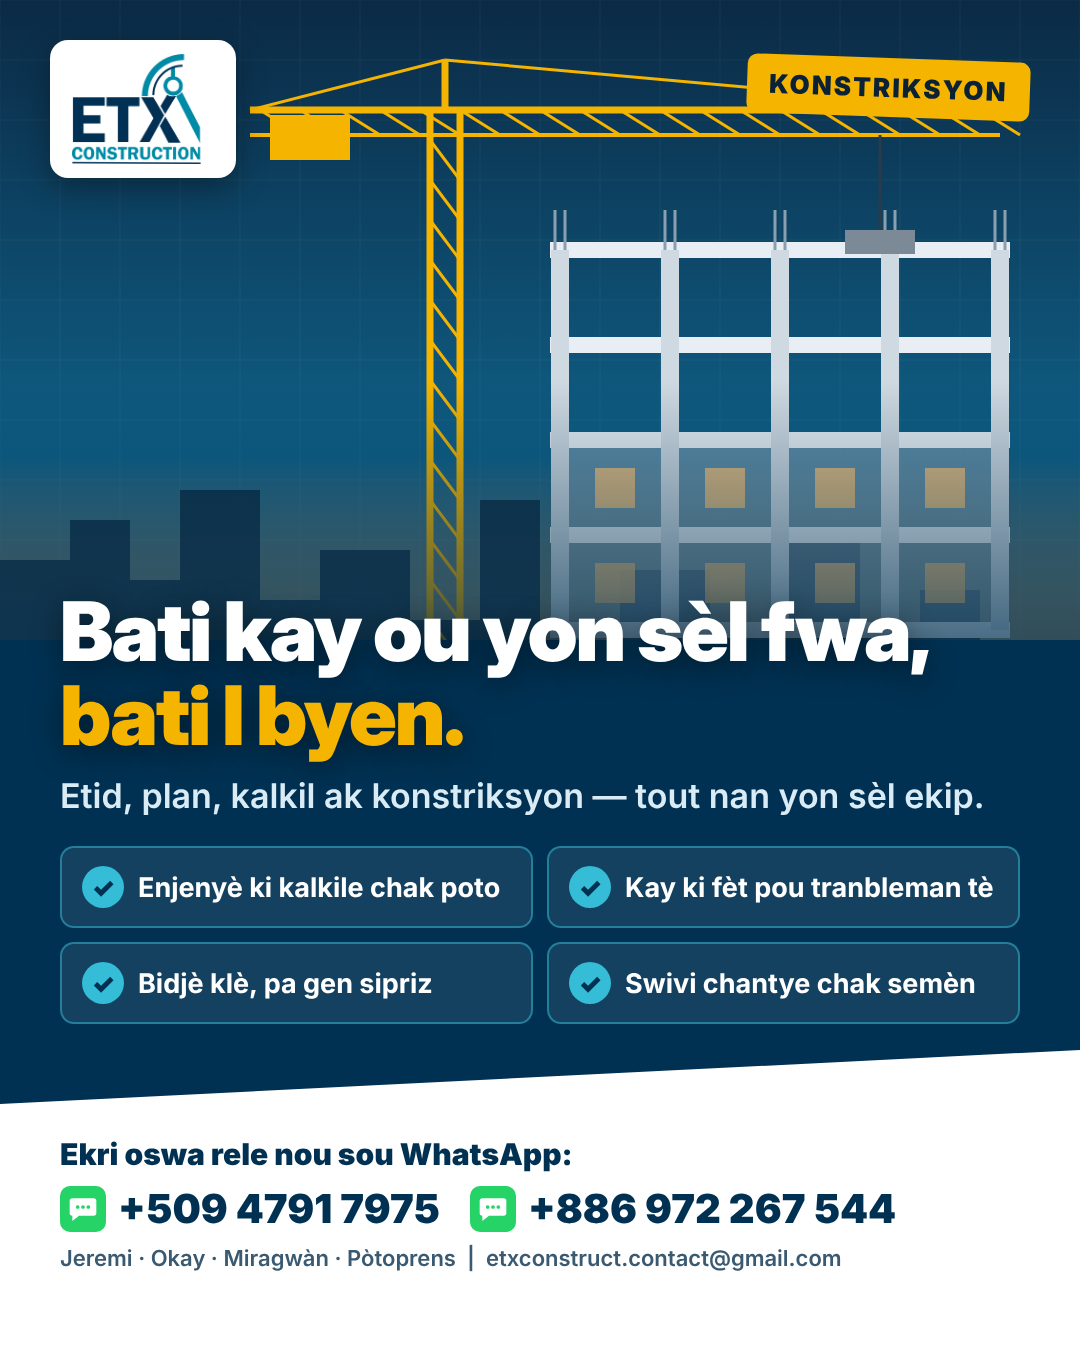 ETX
CONSTRUCTION
KONSTRIKSYON
Bati kay ou yon sèl fwa,
bati l byen.
Etid, plan, kalkil ak konstriksyon — tout nan yon sèl ekip.
Enjenyè ki kalkile chak poto
Kay ki fèt pou tranbleman tè
Bidjè klè, pa gen sipriz
Swivi chantye chak semèn
Ekri oswa rele nou sou WhatsApp:
+509 4791 7975 +886 972 267 544
Jeremi · Okay · Miragwàn · Pòtoprens | etxconstruct.contact@gmail.com